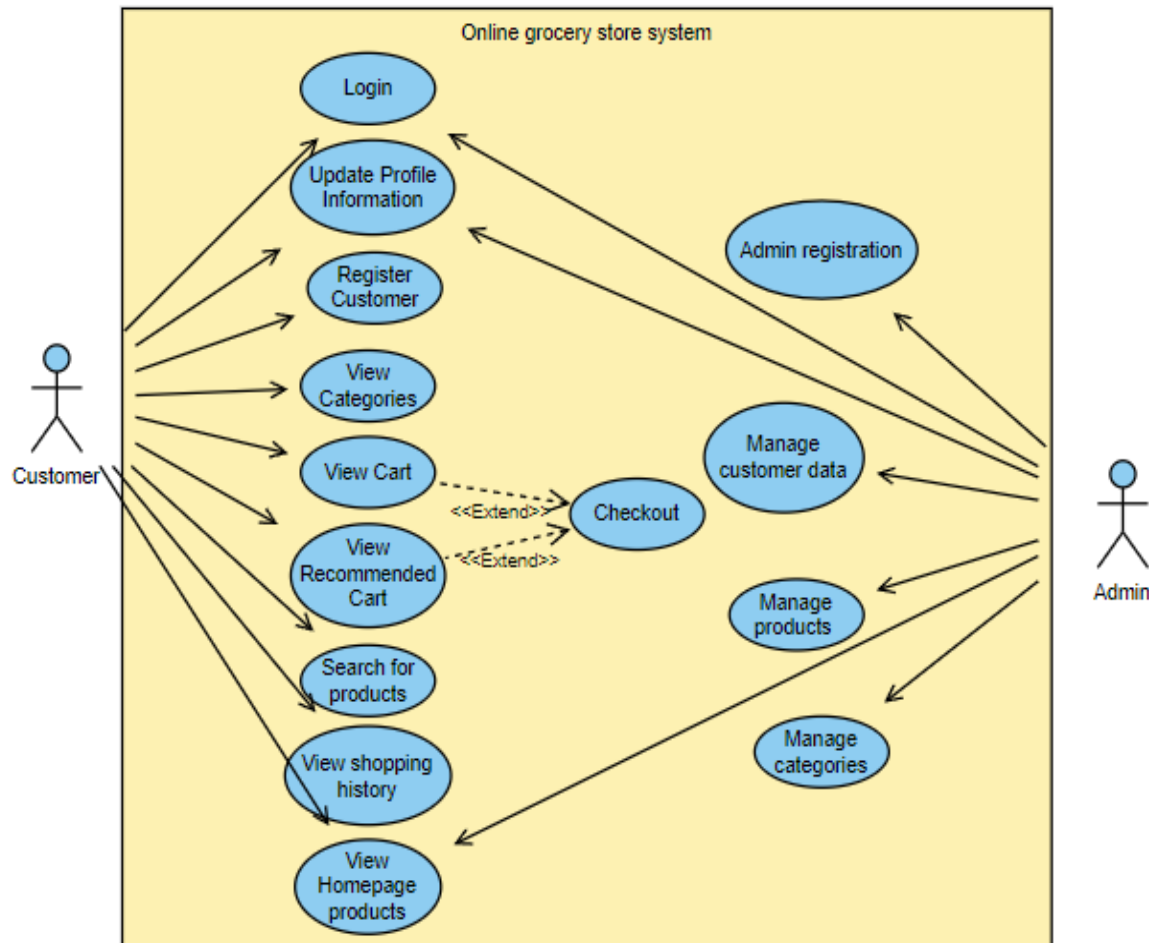 Online grocery store system
Login
Update Profile
Information
Admin registration
Register
Customer
View
Categories
Customer
View Cart
<<Extend>>
Checkout
Manage
customer data
View
Recommended
Cart
<<Extend>>
Admin
Manage
products
Search for
products
View shopping
history
Manage
categories
View
Homepage
products